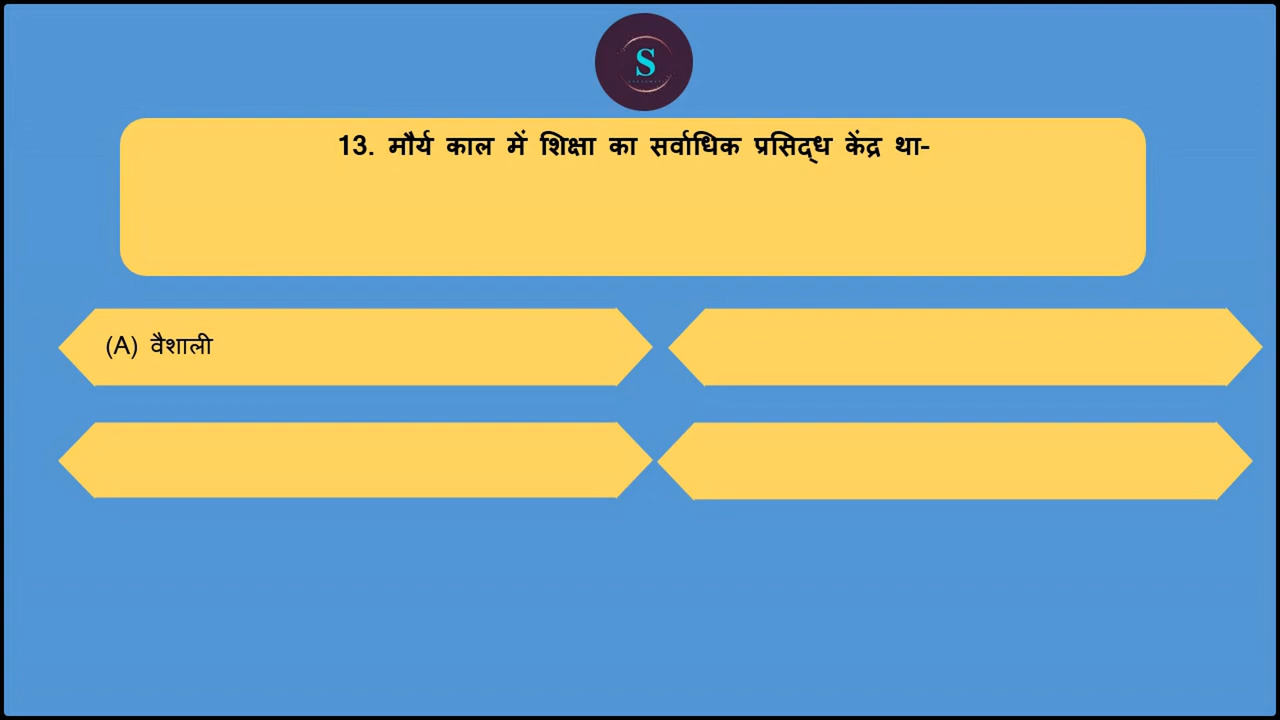 S
13. मौर्य काल में शिक्षा का सर्वाधिक प्रसिद्ध केंद्र था-
(A) वैशाली